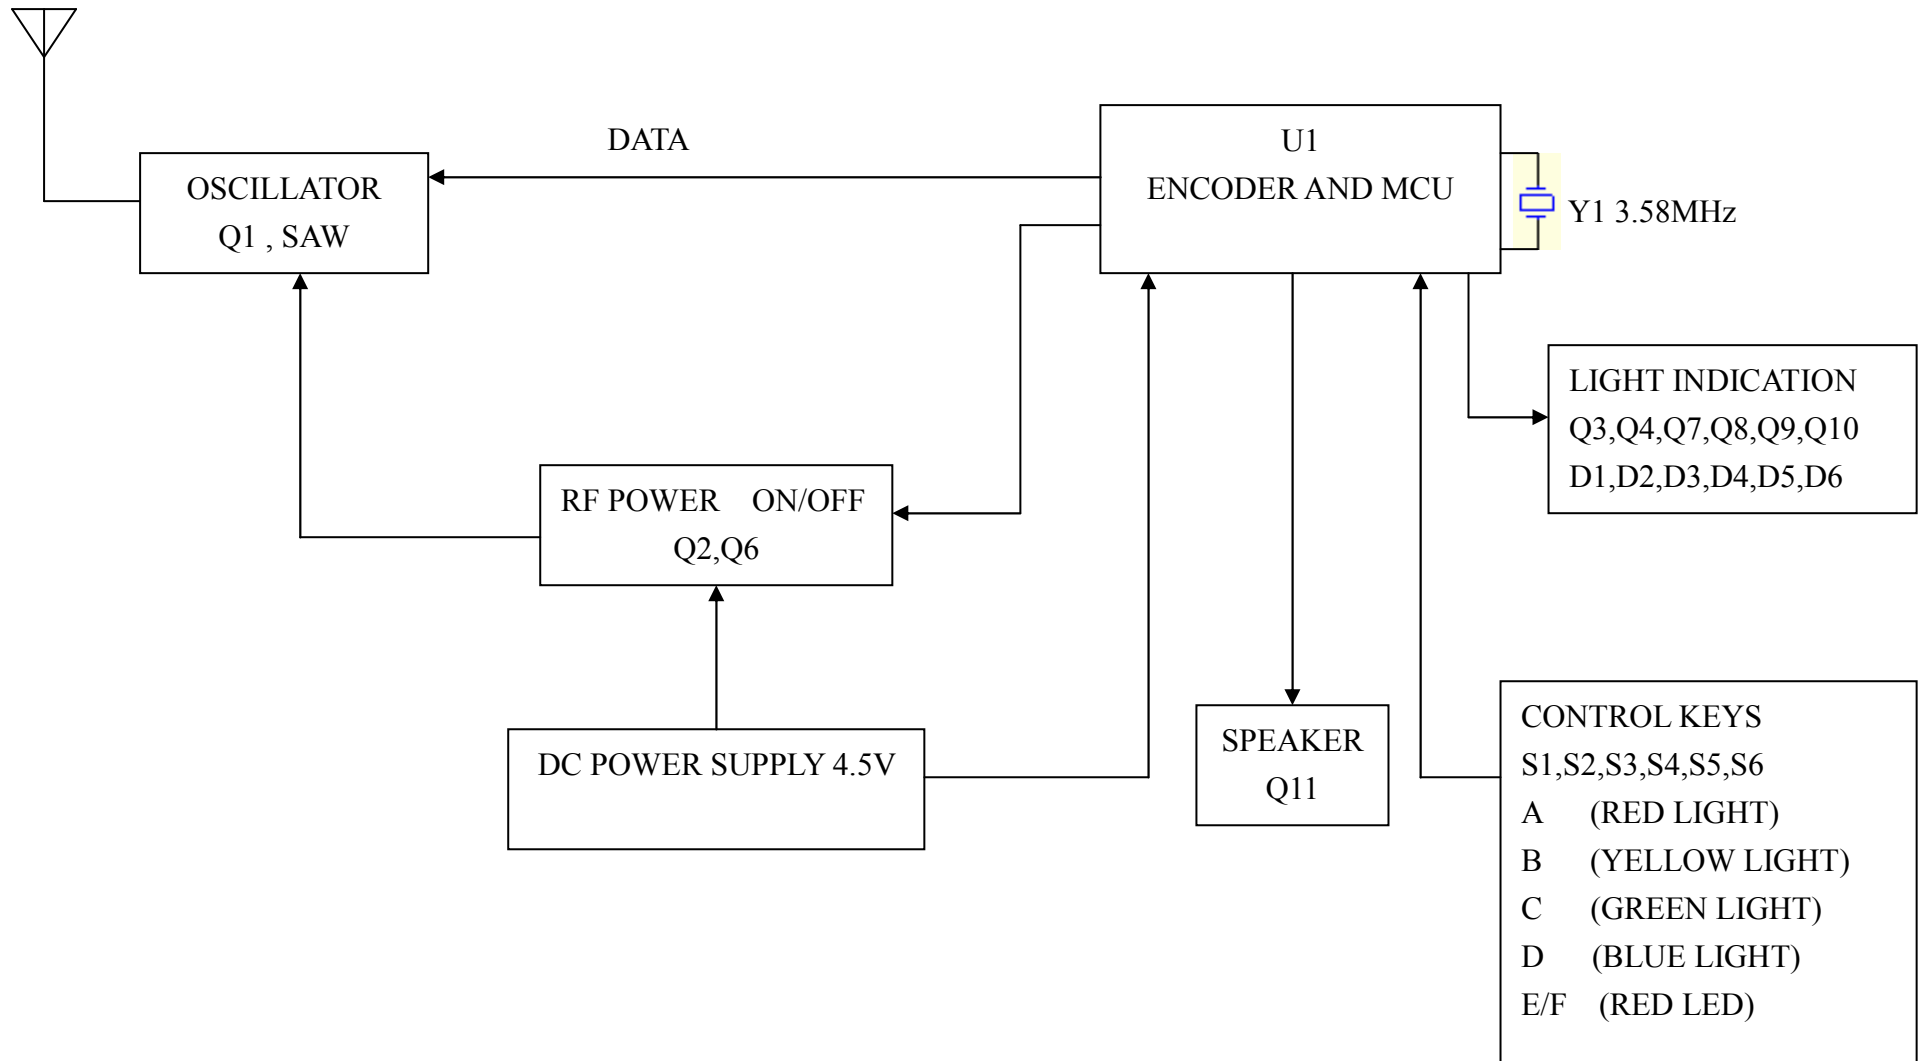 DATA
OSCILLATOR
Q1 , SAW
U1
ENCODER AND MCU
Y1 3.58MHz
LIGHT INDICATION
Q3,Q4,Q7,Q8,Q9,Q10
D1,D2,D3,D4,D5,D6
RF POWER ON/OFF
Q2,Q6
DC POWER SUPPLY 4.5V
SPEAKER
Q11
CONTROL KEYS
S1,S2,S3,S4,S5,S6
A (RED LIGHT)
B (YELLOW LIGHT)
C (GREEN LIGHT)
D (BLUE LIGHT)
E/F (RED LED)